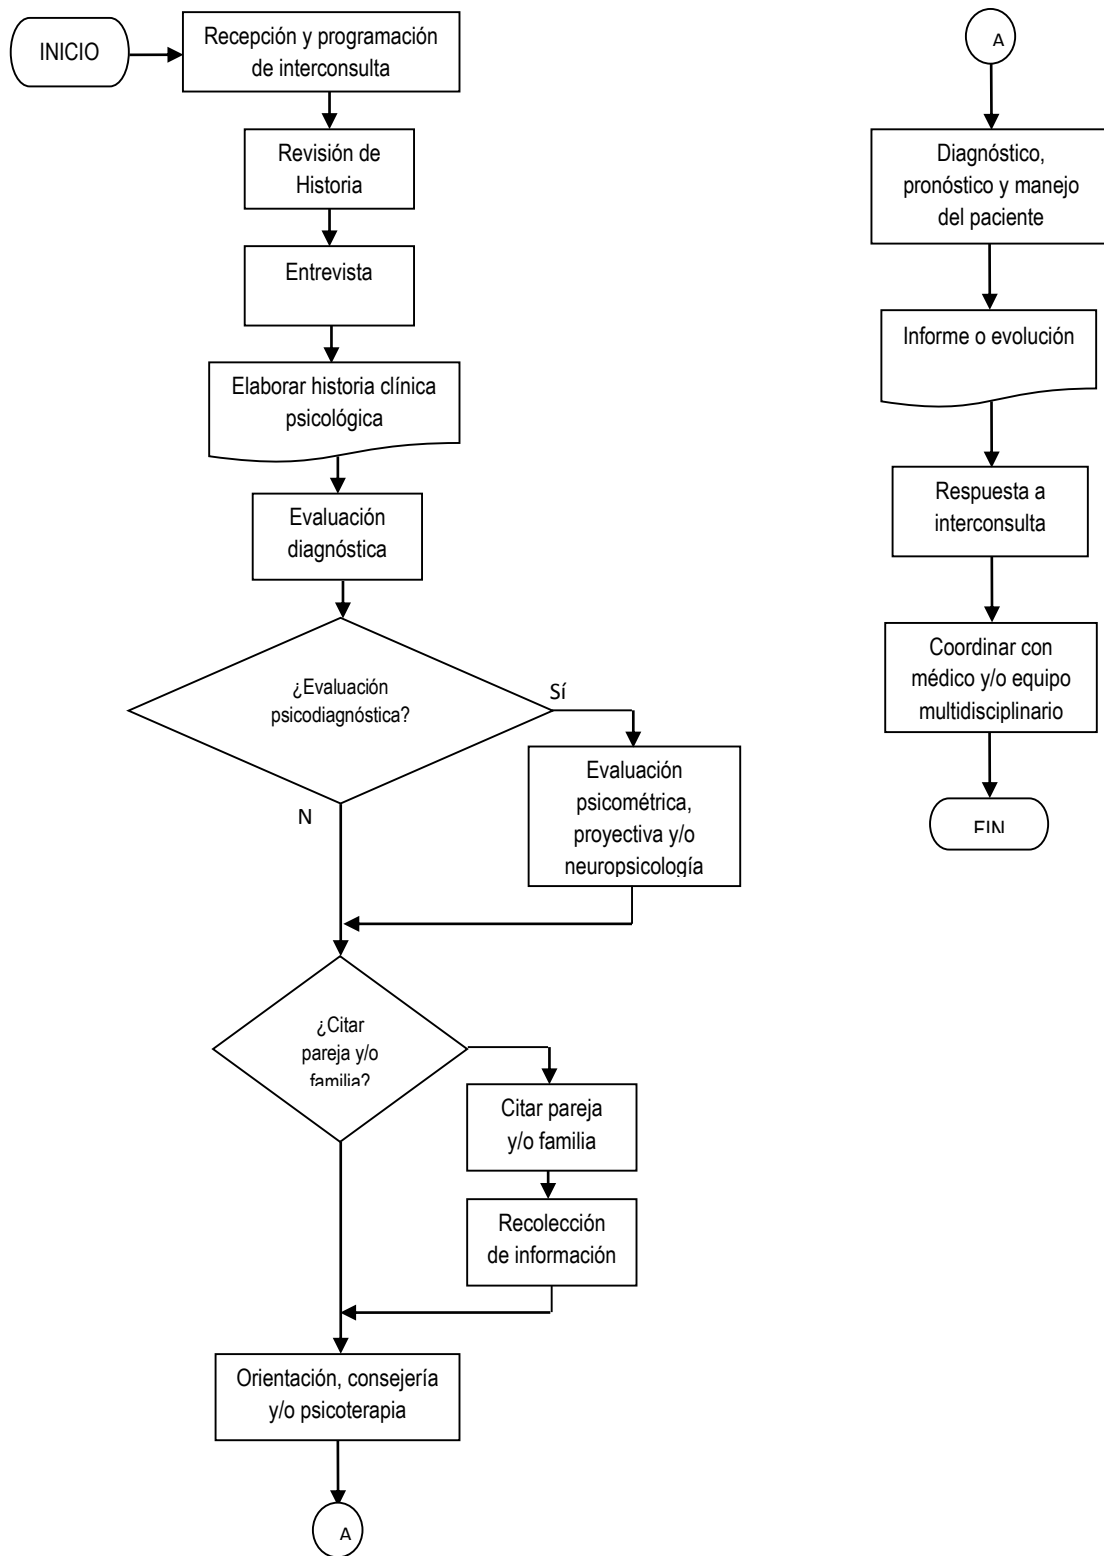 INICIO
Recepción y programación
de interconsulta
Revisión de
Historia
Entrevista
Elaborar historia clínica
psicológica
Evaluación
diagnóstica
¿Evaluación
psicodiagnóstica?
Sí
N
Evaluación
psicométrica,
proyectiva y/o
neuropsicología
¿Citar
pareja y/o
familia?
Citar pareja
y/o familia
Recolección
de información
Orientación, consejería
y/o psicoterapia
A
A
Diagnóstico,
pronóstico y manejo
del paciente
Informe o evolución
Respuesta a
interconsulta
Coordinar con
médico y/o equipo
multidisciplinario
FIN